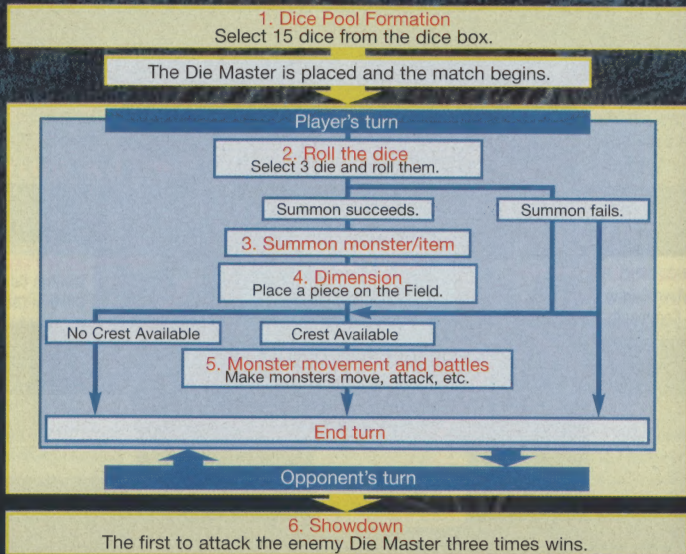 1. Dice Pool Formation
Select 15 dice from the dice box.
The Die Master is placed and the match begins.
Player's turn
2. Roll the dice
Select 3 die and roll them.
Summon succeeds.
Summon fails.
3. Summon monster/item
4. Dimension
Place a piece on the Field.
No Crest Available
Crest Available
5. Monster movement and battles
Make monsters move, attack, etc.
End turn
Opponent's turn
6. Showdown
The first to attack the enemy Die Master three times wins.